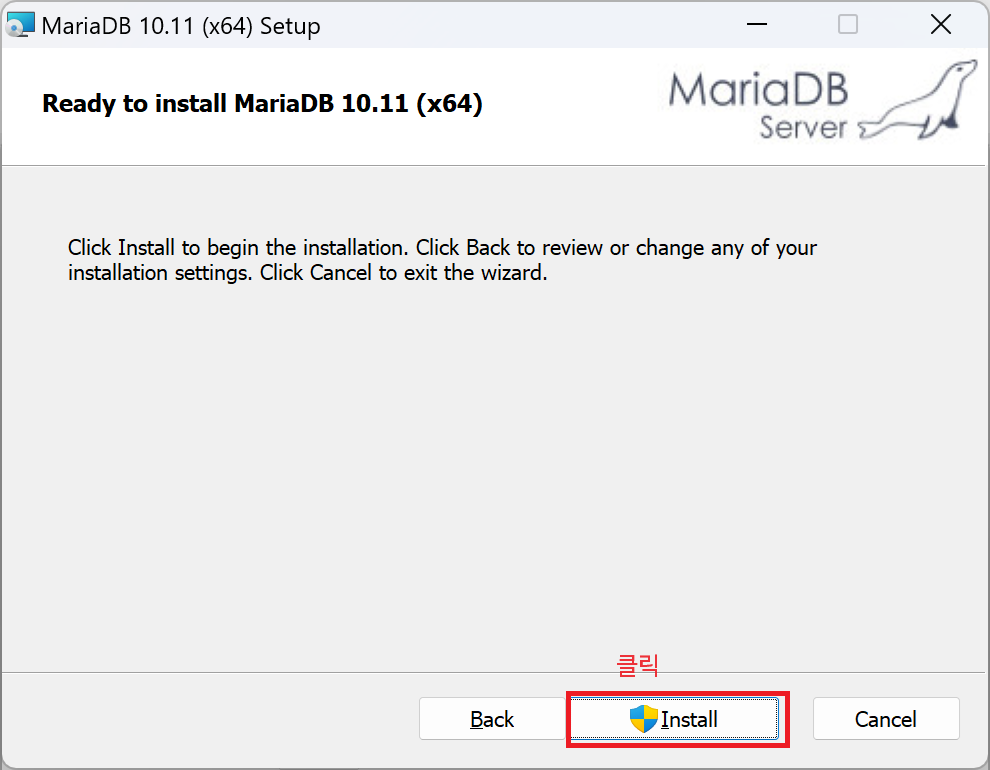 MariaDB 10.11 (x64) Setup
Ready to install MariaDB 10.11 (x64)
MariaDB
Server
Click Install to begin the installation. Click Back to review or change any of your
installation settings. Click Cancel to exit the wizard.
클릭
Back
Install
Cancel